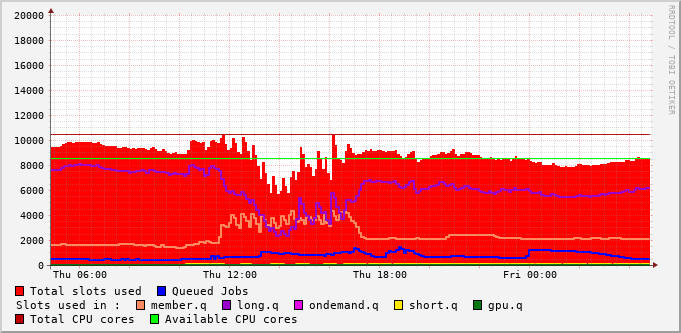 20000
18000
16000
14000
12000
10000
8000
6000
4000
2000
0
Thu 06:00 Thu 12:00 Thu 18:00 Fri 00:00
RRDTOOL / TOBI OETIKER
Total slots used Queued Jobs
Slots used in : member.q long.q ondemand.q short.q gpu.q
Total CPU cores Available CPU cores